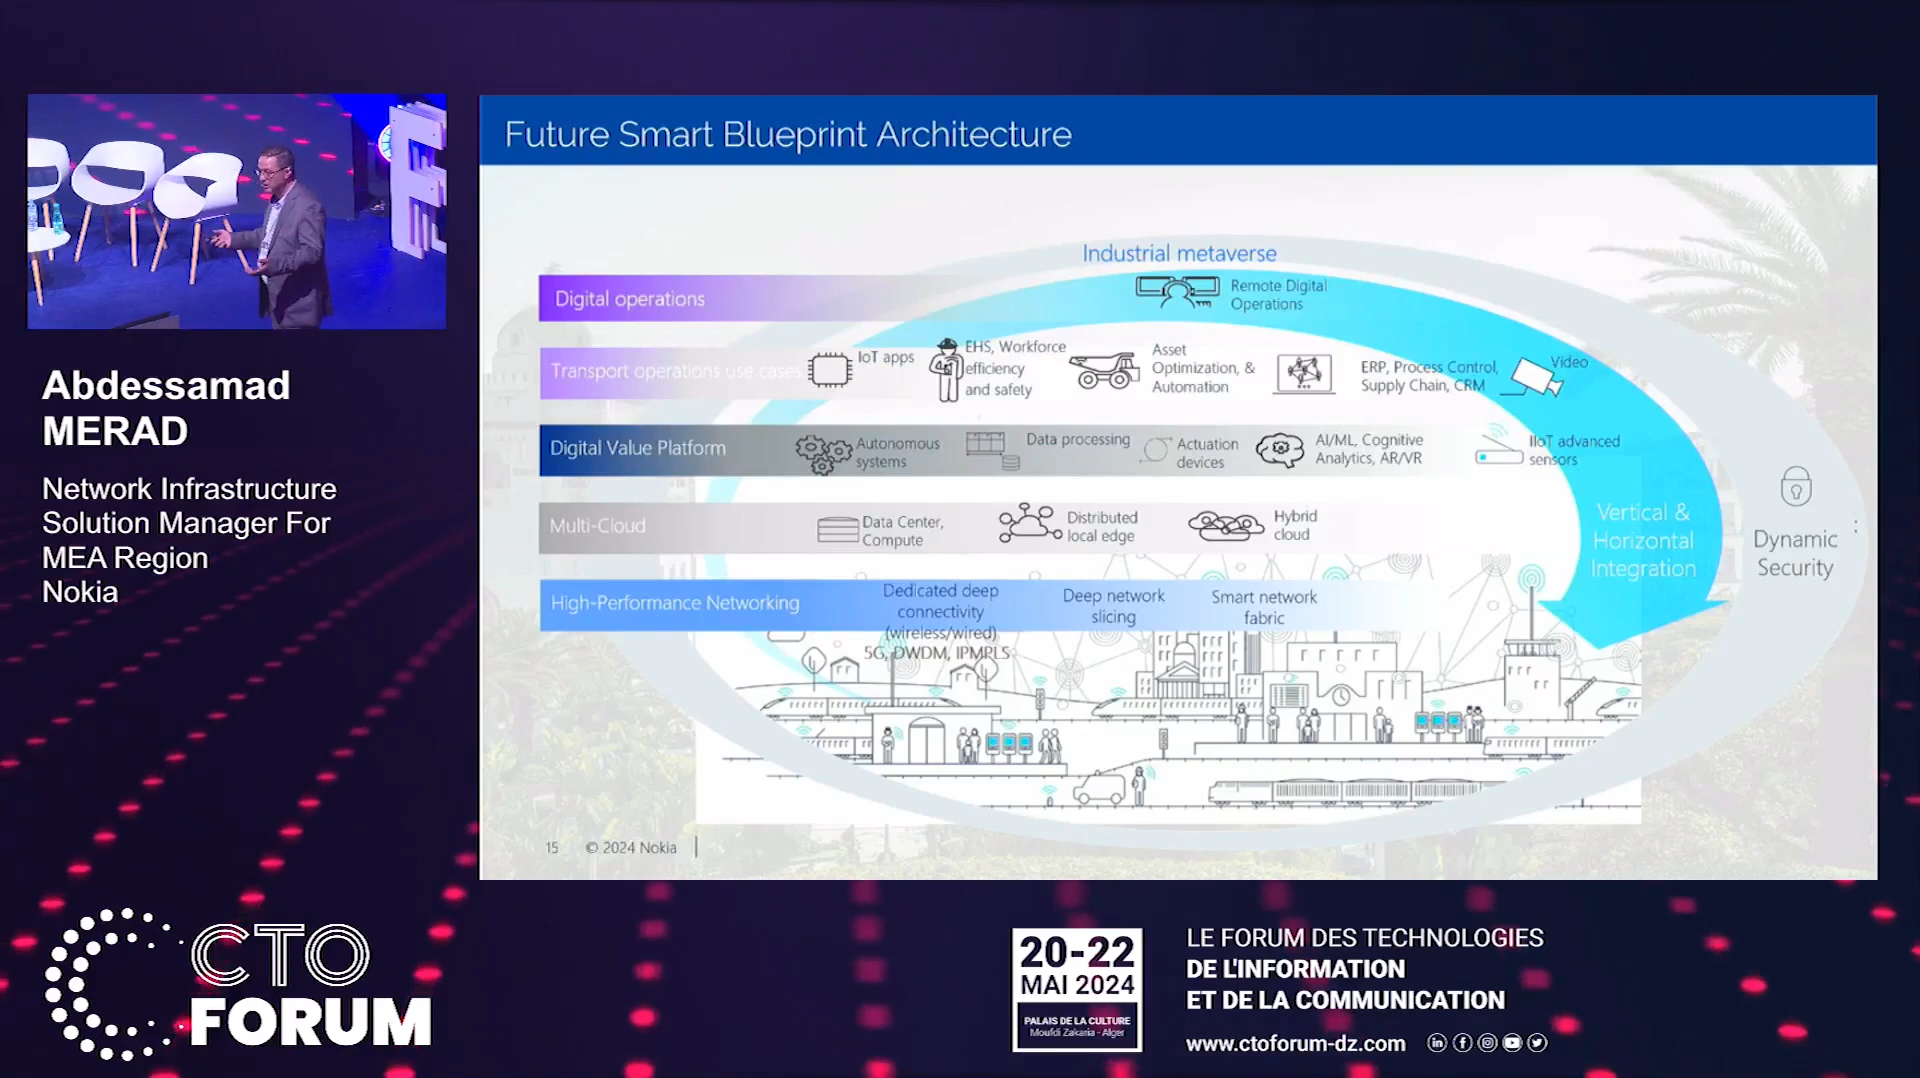 Future Smart Blueprint Architecture
Industrial metaverse
Digital operations
Remote Digital
Operations
Transport operations use cases
IoT apps
EHS, Workforce
efficiency
and safety
Asset
Optimization, &
Automation
ERP, Process Control,
Supply Chain, CRM
Video
Digital Value Platform
Autonomous
systems
Data processing
Actuation
devices
AI/ML, Cognitive
Analytics, AR/VR
IIoT advanced
sensors
Multi-Cloud
Data Center,
Compute
Distributed
local edge
Hybrid
cloud
Vertical &
Horizontal
Integration
Dynamic
Security
High-Performance Networking
Dedicated deep
connectivity
(wireless/wired)
5G, DWDM, IPMPLS
Deep network
slicing
Smart network
fabric
15 © 2024 Nokia
Abdessamad
MERAD
Network Infrastructure
Solution Manager For
MEA Region
Nokia
CTO
FORUM
20-22
MAI 2024
PALAIS DE LA CULTURE
Moufdi Zakaria - Alger
LE FORUM DES TECHNOLOGIES
DE L'INFORMATION
ET DE LA COMMUNICATION
www.ctoforum-dz.com